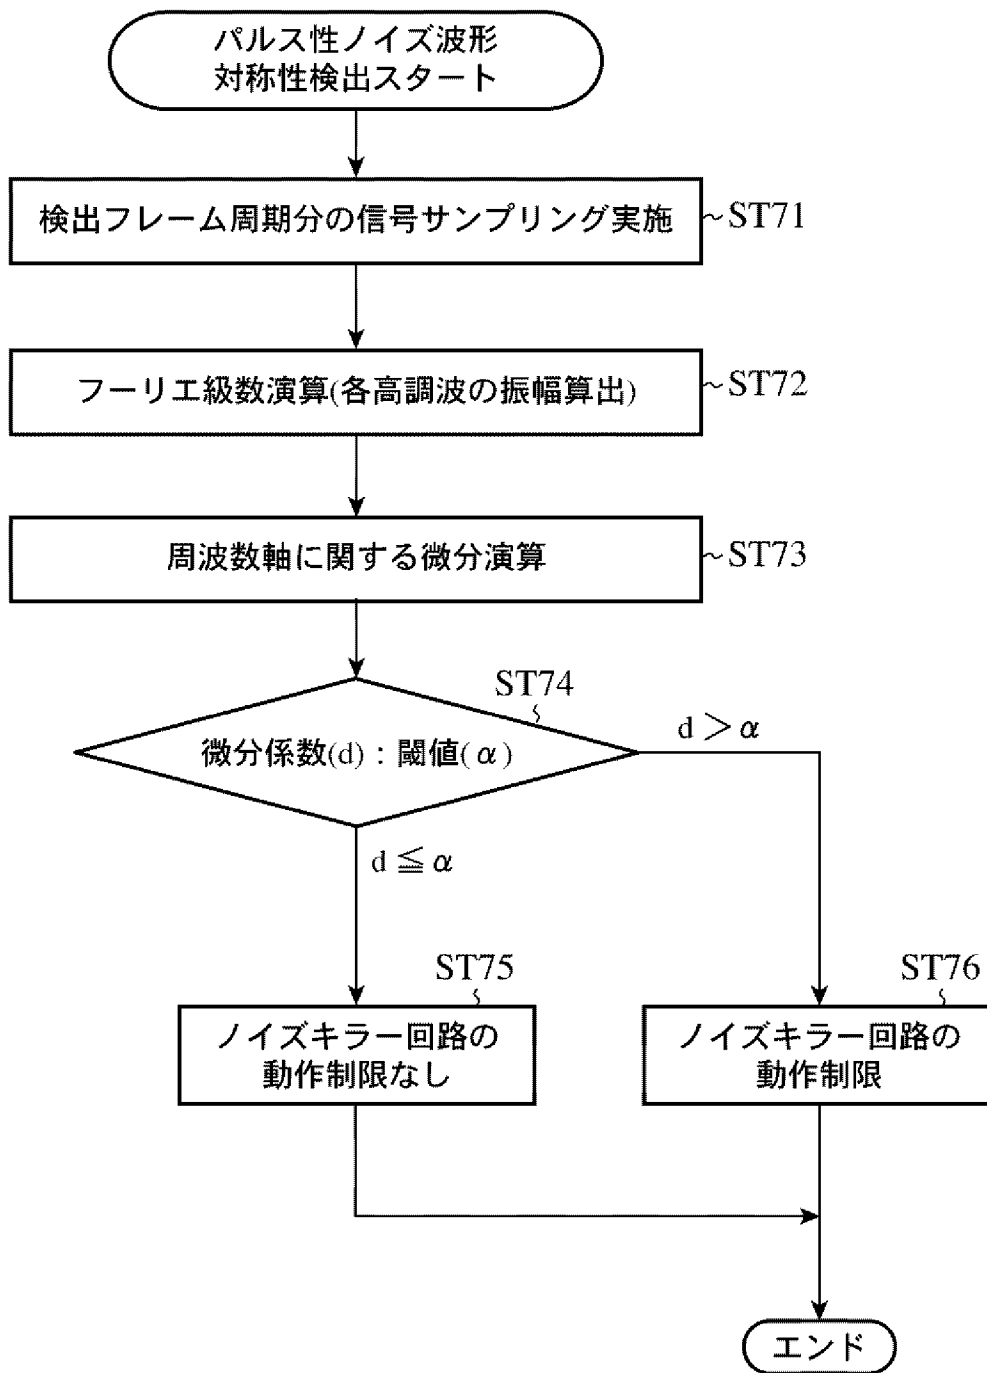 パルス性ノイズ波形
対称性検出スタート
検出フレーム周期分の信号サンプリング実施
ST71
フーリエ級数演算(各高調波の振幅算出)
ST72
周波数軸に関する微分演算
ST73
ST74
微分係数(d):閾値(α)
d＞α
d≦α
ST75
ノイズキラー回路の
動作制限なし
ST76
ノイズキラー回路の
動作制限
エンド